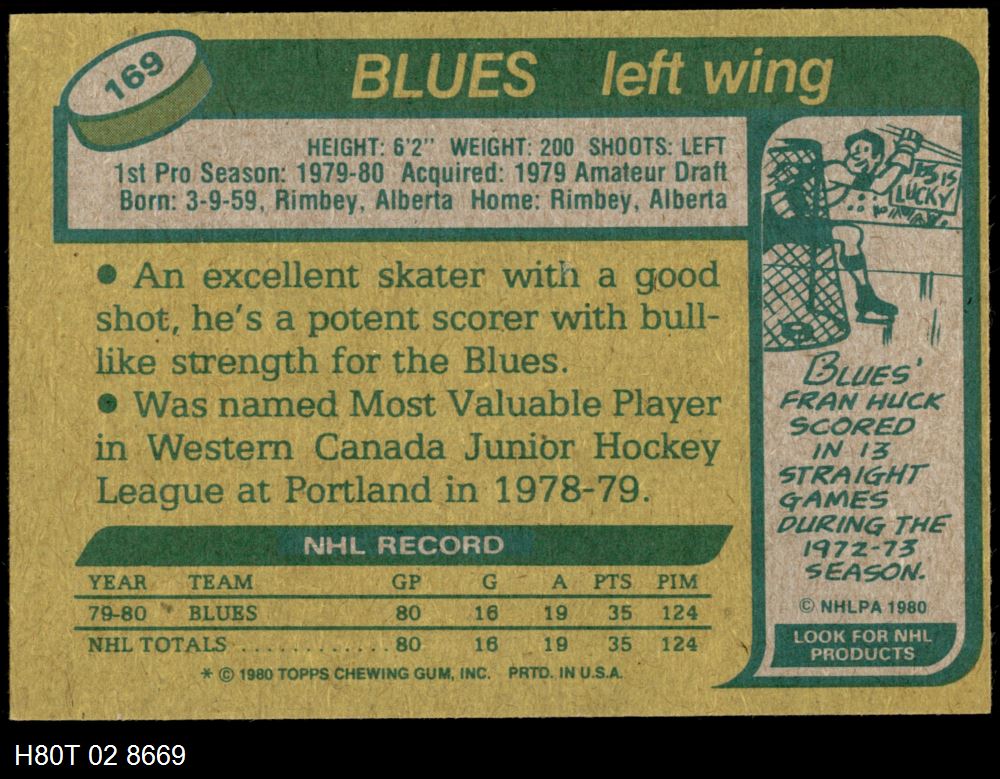 169
BLUES left wing
HEIGHT: 6'2" WEIGHT: 200 SHOOTS: LEFT
1st Pro Season: 1979-80 Acquired: 1979 Amateur Draft
Born: 3-9-59, Rimbey, Alberta Home: Rimbey, Alberta
● An excellent skater with a good
shot, he's a potent scorer with bull-
like strength for the Blues.
● Was named Most Valuable Player
in Western Canada Junior Hockey
League at Portland in 1978-79.
NHL RECORD
YEAR TEAM GP G A PTS PIM
79-80 BLUES 80 16 19 35 124
NHL TOTALS . . . . . . . . . . . . 80 16 19 35 124
* © 1980 TOPPS CHEWING GUM, INC. PRTD. IN U.S.A.
13 IS
LUCKY
BLUES'
FRAN HUCK
SCORED
IN 13
STRAIGHT
GAMES
DURING THE
1972-73
SEASON.
© NHLPA 1980
LOOK FOR NHL
PRODUCTS
H80T 02 8669